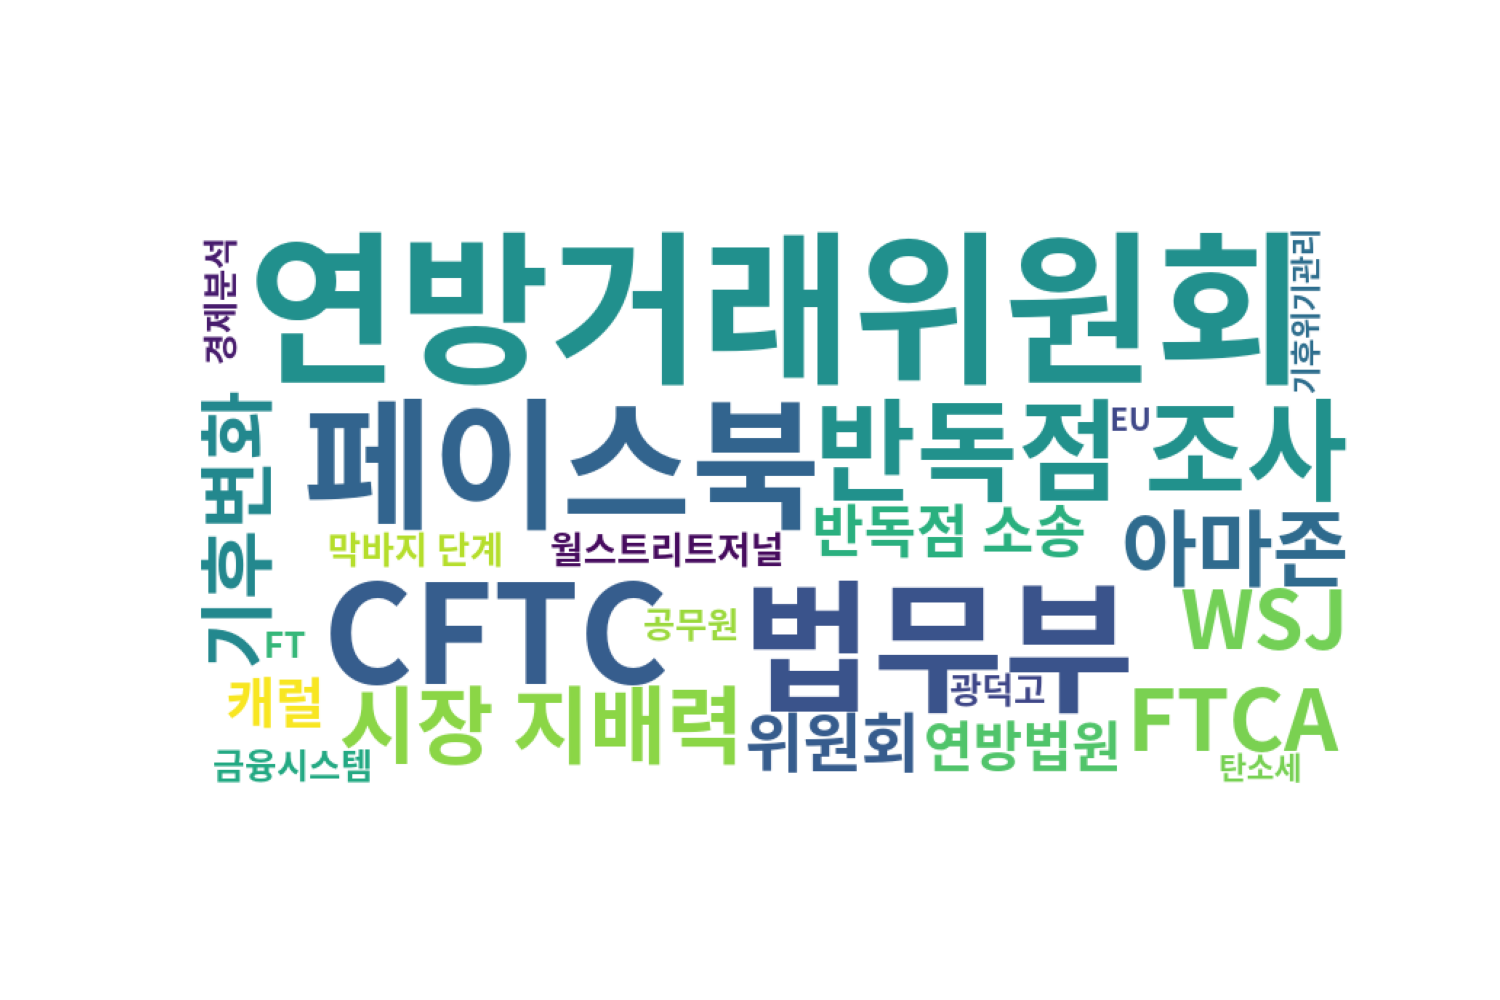 연방거래위원회
경제분석
기후위기관리
페이스북
반독점 조사
EU
기후변화
막바지 단계
월스트리트저널
반독점 소송
아마존
CFTC
공무원
법무부
WSJ
FT
캐럴
시장 지배력
광덕고
위원회
연방법원
FTCA
금융시스템
탄소세